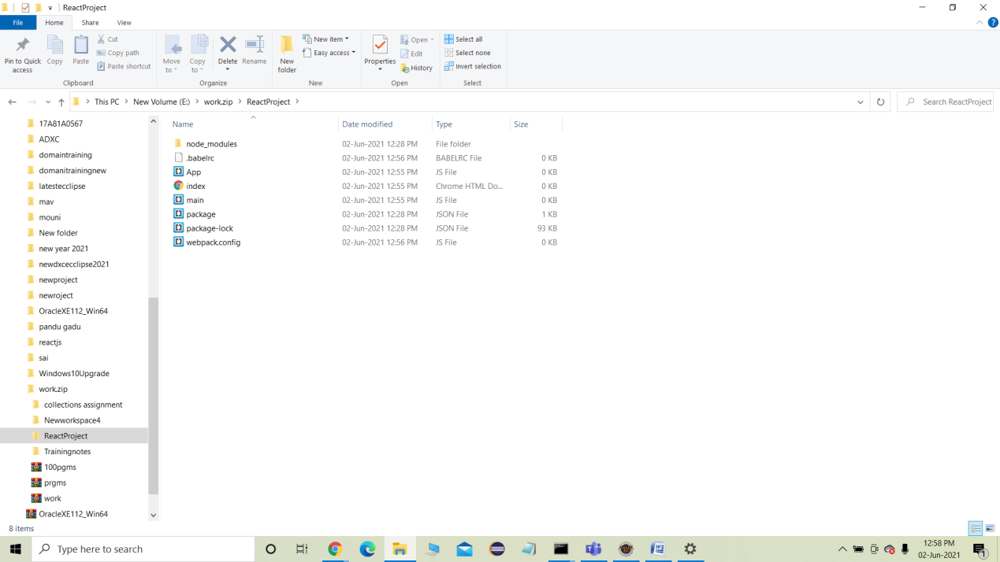 ReactProject
File Home Share View
Pin to Quick access
Copy
Paste
Cut
Copy path
Paste shortcut
Clipboard
Move to
Copy to
Delete
Rename
Organize
New folder
New item
Easy access
New
Properties
Open
Edit
History
Open
Select all
Select none
Invert selection
Select
This PC > New Volume (E:) > work.zip > ReactProject >
Search ReactProject
17A81A0567
ADXC
domaintraining
domanitrainingnew
latestecclipse
mav
mouni
New folder
new year 2021
newdxcecclipse2021
newproject
newroject
OracleXE112_Win64
pandu gadu
reactjs
sai
Windows10Upgrade
work.zip
collections assignment
Newworkspace4
ReactProject
Trainingnotes
100pgms
prgms
work
OracleXE112_Win64
Name Date modified Type Size
node_modules 02-Jun-2021 12:28 PM File folder
.babelrc 02-Jun-2021 12:56 PM BABELRC File 0 KB
App 02-Jun-2021 12:55 PM JS File 0 KB
index 02-Jun-2021 12:55 PM Chrome HTML Do... 0 KB
main 02-Jun-2021 12:55 PM JS File 0 KB
package 02-Jun-2021 12:28 PM JSON File 1 KB
package-lock 02-Jun-2021 12:28 PM JSON File 93 KB
webpack.config 02-Jun-2021 12:56 PM JS File 0 KB
8 items
Type here to search
12:58 PM
02-Jun-2021
1